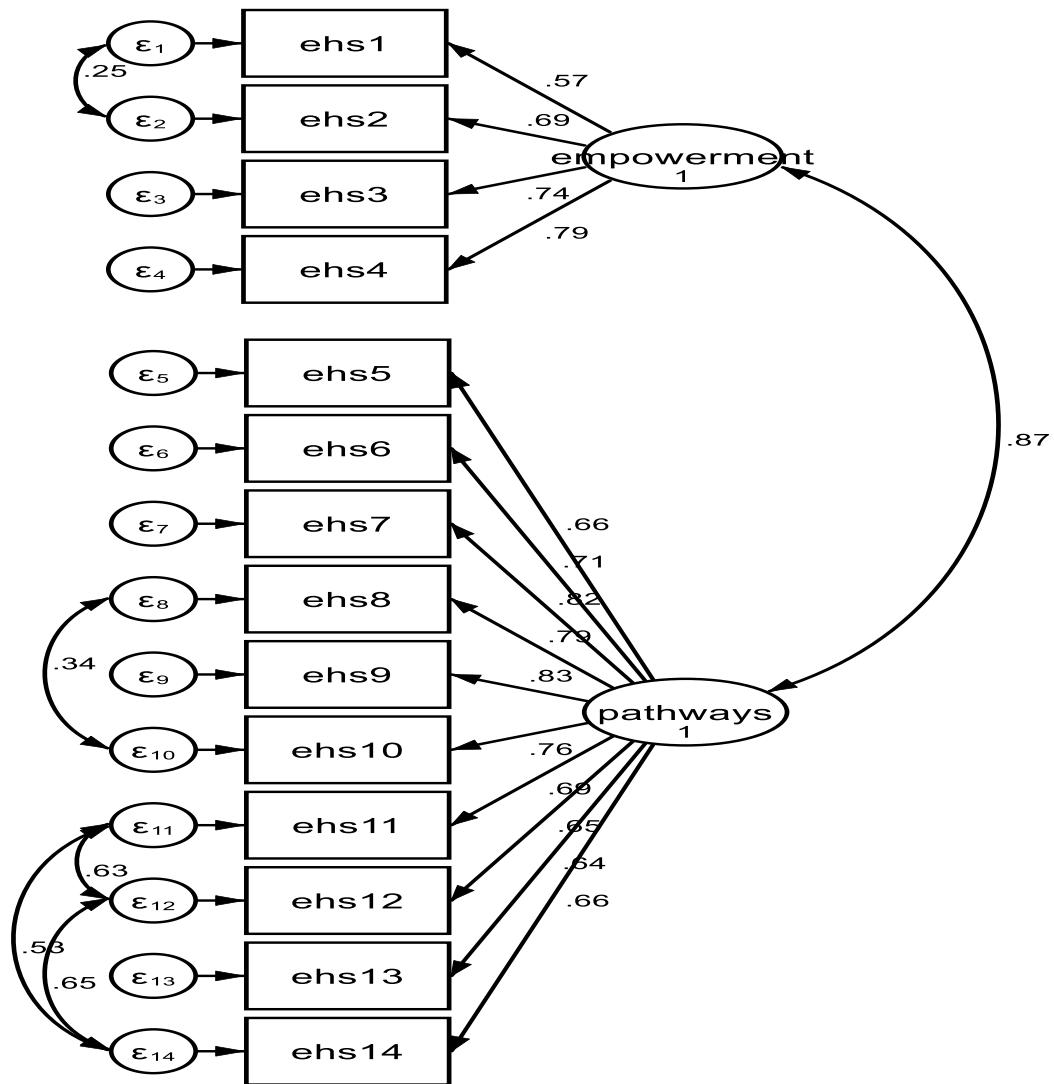 ε1 ehs1
.25
.57
ε2 ehs2
.69
empowerment
1
ε3 ehs3
.74
.79
ε4 ehs4
ε5 ehs5
.87
ε6 ehs6
ε7 ehs7
.66
.71
ε8 ehs8
.82
.79
.34
ε9 ehs9
.83
pathways
1
ε10 ehs10
.76
.69
ε11 ehs11
.65
.63
.64
ε12 ehs12
.66
.53
ε13 ehs13
.65
ε14 ehs14